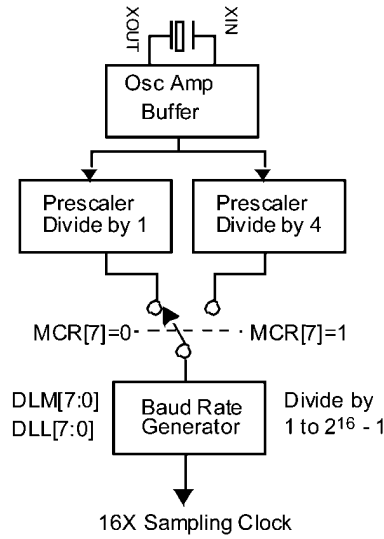 XOUT
XIN
Osc Amp
Buffer
Prescaler
Divide by 1
Prescaler
Divide by 4
MCR[7]=0
MCR[7]=1
DLM[7:0]
DLL[7:0]
Baud Rate
Generator
Divide by
1 to 2¹⁶ - 1
16X Sampling Clock